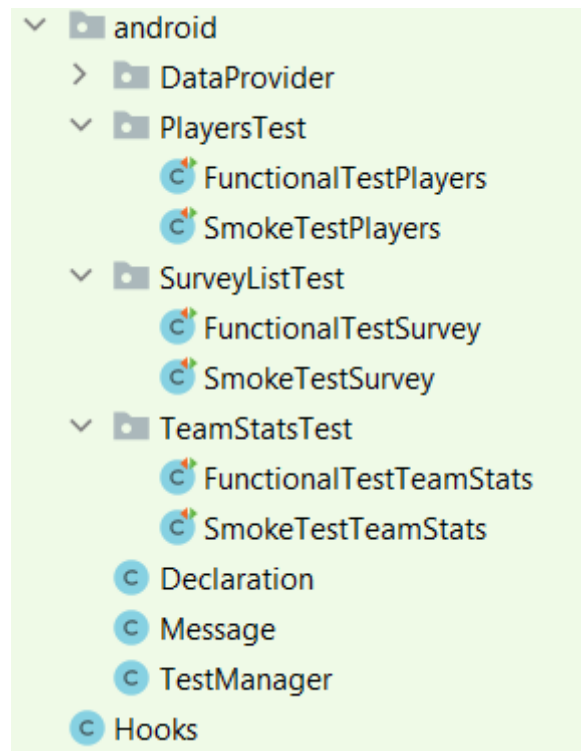 android
DataProvider
PlayersTest
C FunctionalTestPlayers
C SmokeTestPlayers
SurveyListTest
C FunctionalTestSurvey
C SmokeTestSurvey
TeamStatsTest
C FunctionalTestTeamStats
C SmokeTestTeamStats
C Declaration
C Message
C TestManager
C Hooks